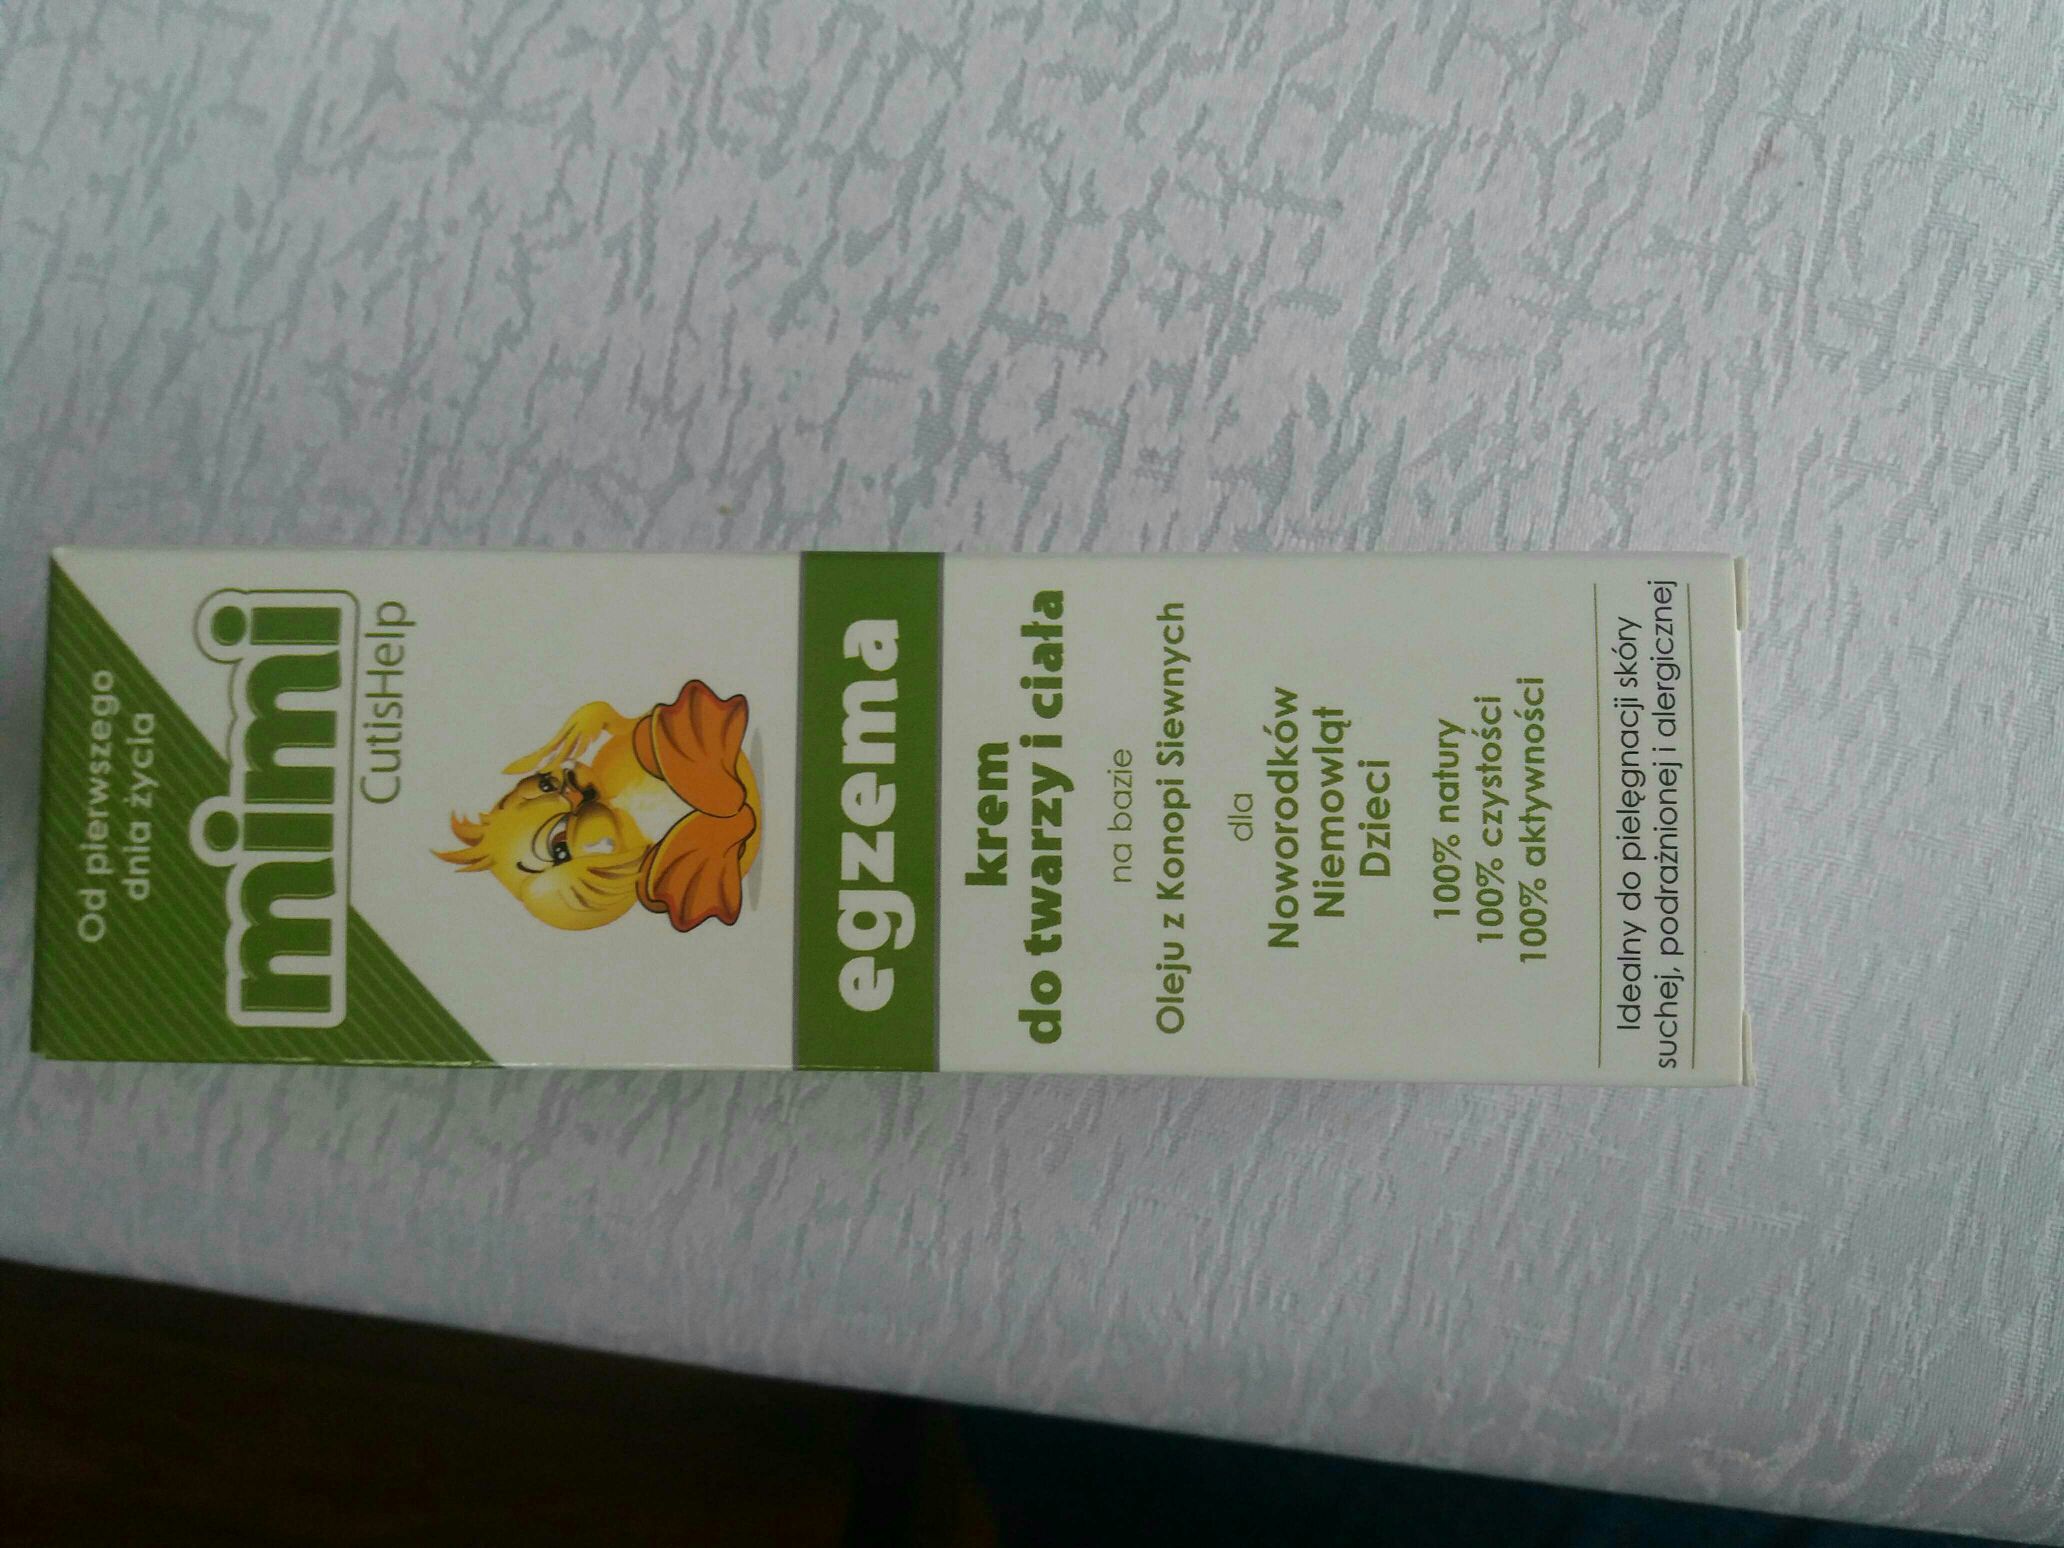 Od pierwszego
dnia życia
mimi
CutisHelp
egzema
krem
do twarzy i ciała
na bazie
Oleju z Konopi Siewnych
dla
Noworodków
Niemowląt
Dzieci
100% natury
100% czystości
100% aktywności
Idealny do pielęgnacji skóry
suchej, podrażnionej i alergicznej